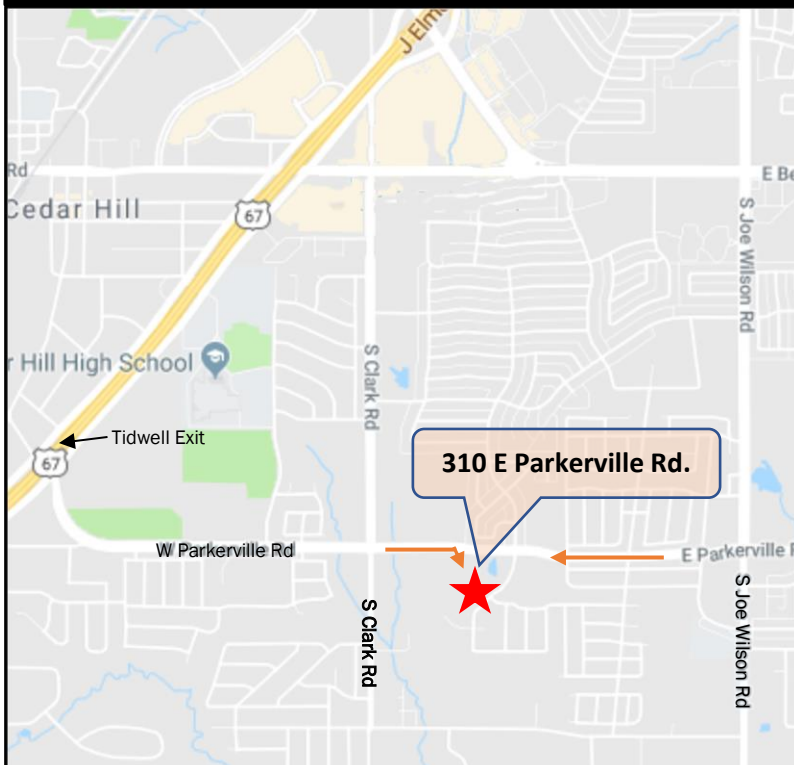 J Elm
Rd
E Be
Cedar Hill
67
S Joe Wilson Rd
r Hill High School
S Clark Rd
Tidwell Exit
67
310 E Parkerville Rd.
W Parkerville Rd
E Parkerville R
S Clark Rd
S Joe Wilson Rd